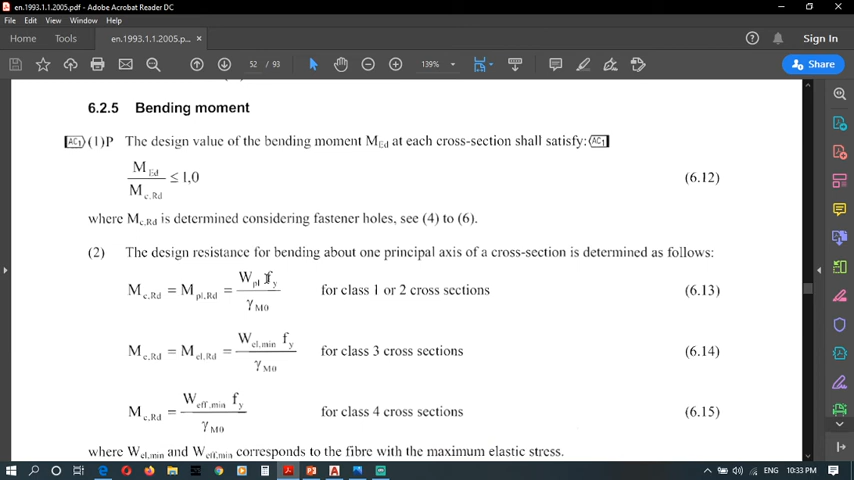 en.1993.1.1.2005.pdf - Adobe Acrobat Reader DC
File Edit View Window Help
Home Tools en.1993.1.1.2005.p... × Sign In
52 / 93 139% Share
6.2.5 Bending moment
AC1 (1)P The design value of the bending moment MEd at each cross-section shall satisfy: AC1
MEd
Mc,Rd
≤ 1,0 (6.12)
where Mc,Rd is determined considering fastener holes, see (4) to (6).
(2) The design resistance for bending about one principal axis of a cross-section is determined as follows:
Mc,Rd = Mpl,Rd = Wpl fy / γM0 for class 1 or 2 cross sections (6.13)
Mc,Rd = Mel,Rd = Wel,min fy / γM0 for class 3 cross sections (6.14)
Mc,Rd = Weff,min fy / γM0 for class 4 cross sections (6.15)
where Wel,min and Weff,min corresponds to the fibre with the maximum elastic stress.
ENG 10:33 PM